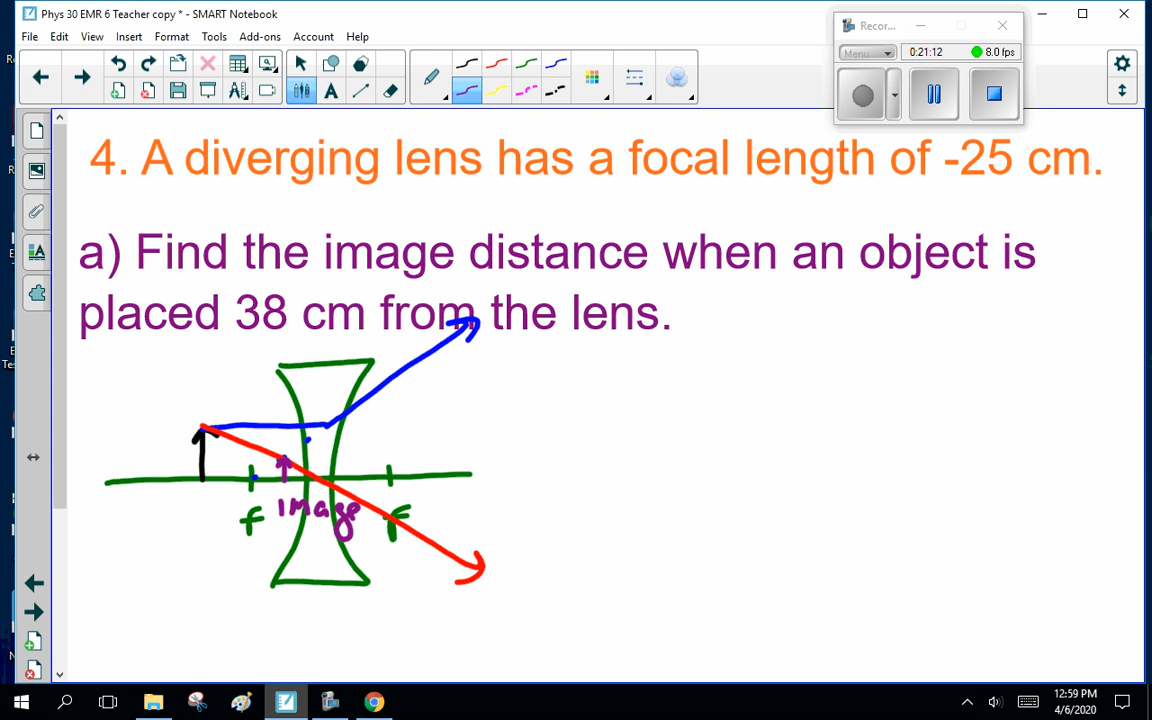 Phys 30 EMR 6 Teacher copy * - SMART Notebook
Recor...
File Edit View Insert Format Tools Add-ons Account Help
Menu 0:21:12 8.0 fps
4. A diverging lens has a focal length of -25 cm.
a) Find the image distance when an object is
placed 38 cm from the lens.
f image f
12:59 PM
4/6/2020